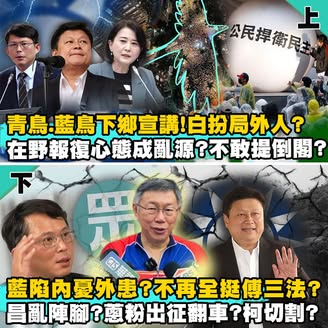 上
公民捍衛民主
青鳥.藍鳥下鄉宣講!白扮局外人?
在野報復心態成亂源?不敢提倒閣?
下
眾
藍陷內憂外患?不再全挺傅三法?
昌亂陣腳?蔥粉出征翻車?柯切割?